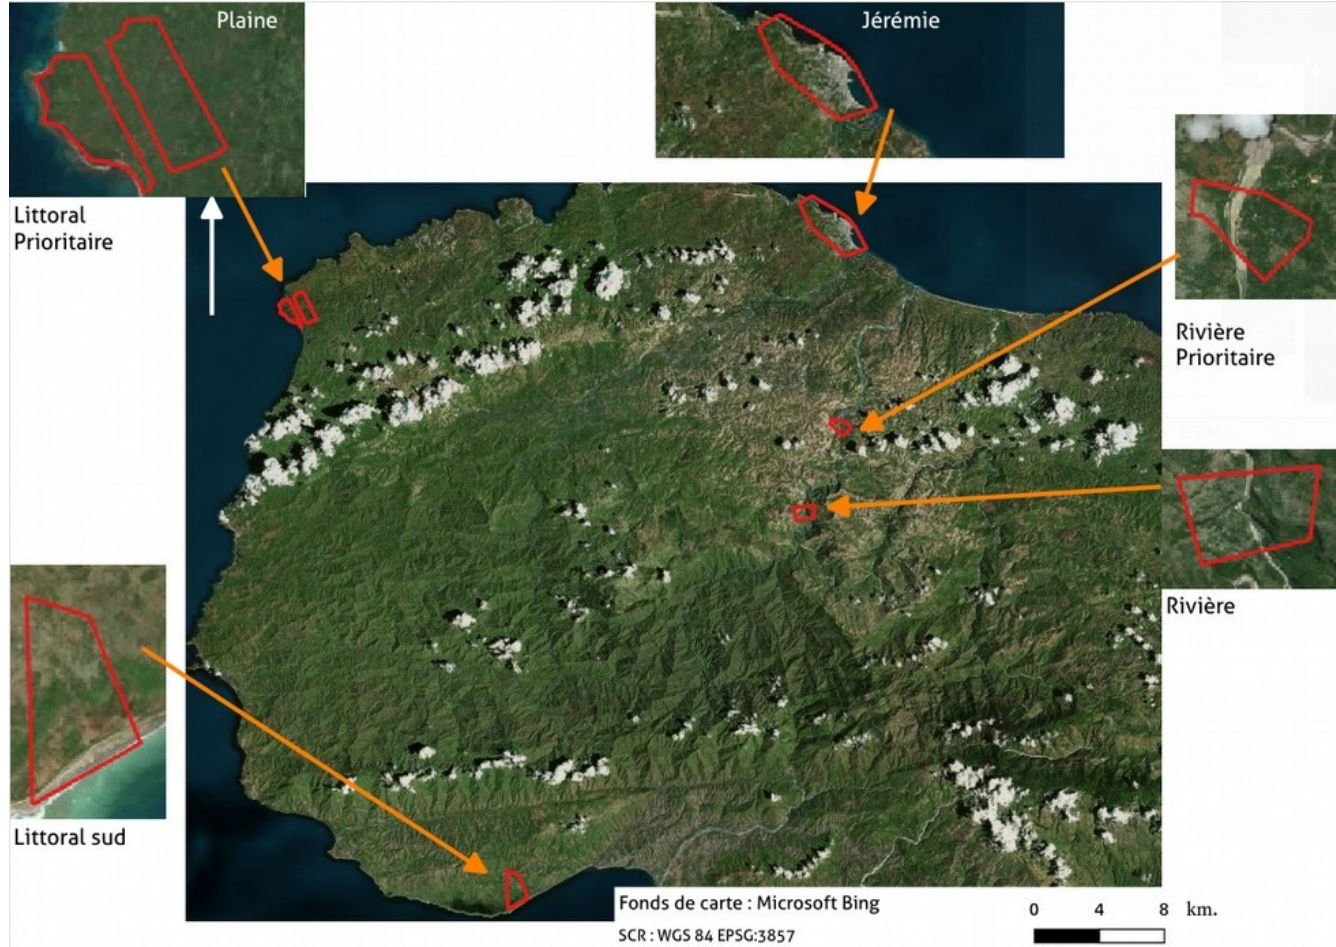 Plaine
Jérémie
Littoral
Prioritaire
Rivière
Prioritaire
Rivière
Littoral sud
Fonds de carte : Microsoft Bing
SCR : WGS 84 EPSG:3857
0 4 8 km.